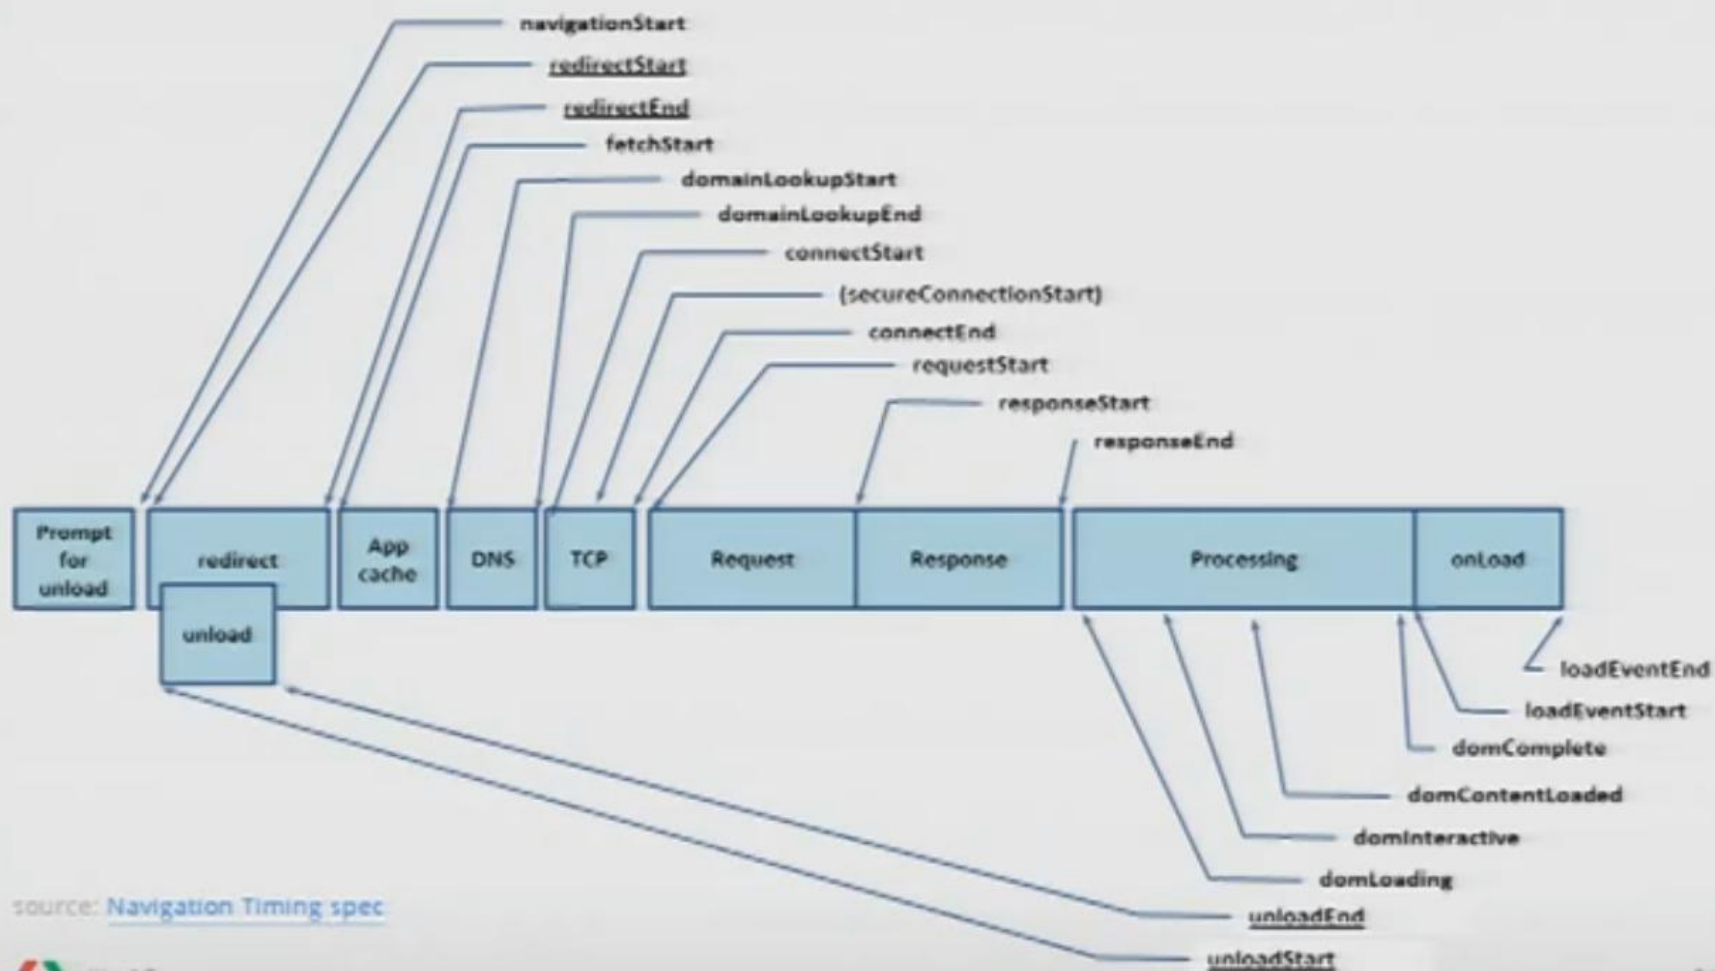 navigationStart
redirectStart
redirectEnd
fetchStart
domainLookupStart
domainLookupEnd
connectStart
(secureConnectionStart)
connectEnd
requestStart
responseStart
responseEnd
Prompt
for
unload
redirect
App
cache
DNS
TCP
Request
Response
Processing
onLoad
unload
loadEventEnd
loadEventStart
domComplete
domContentLoaded
domInteractive
domLoading
unloadEnd
unloadStart
source: Navigation Timing spec